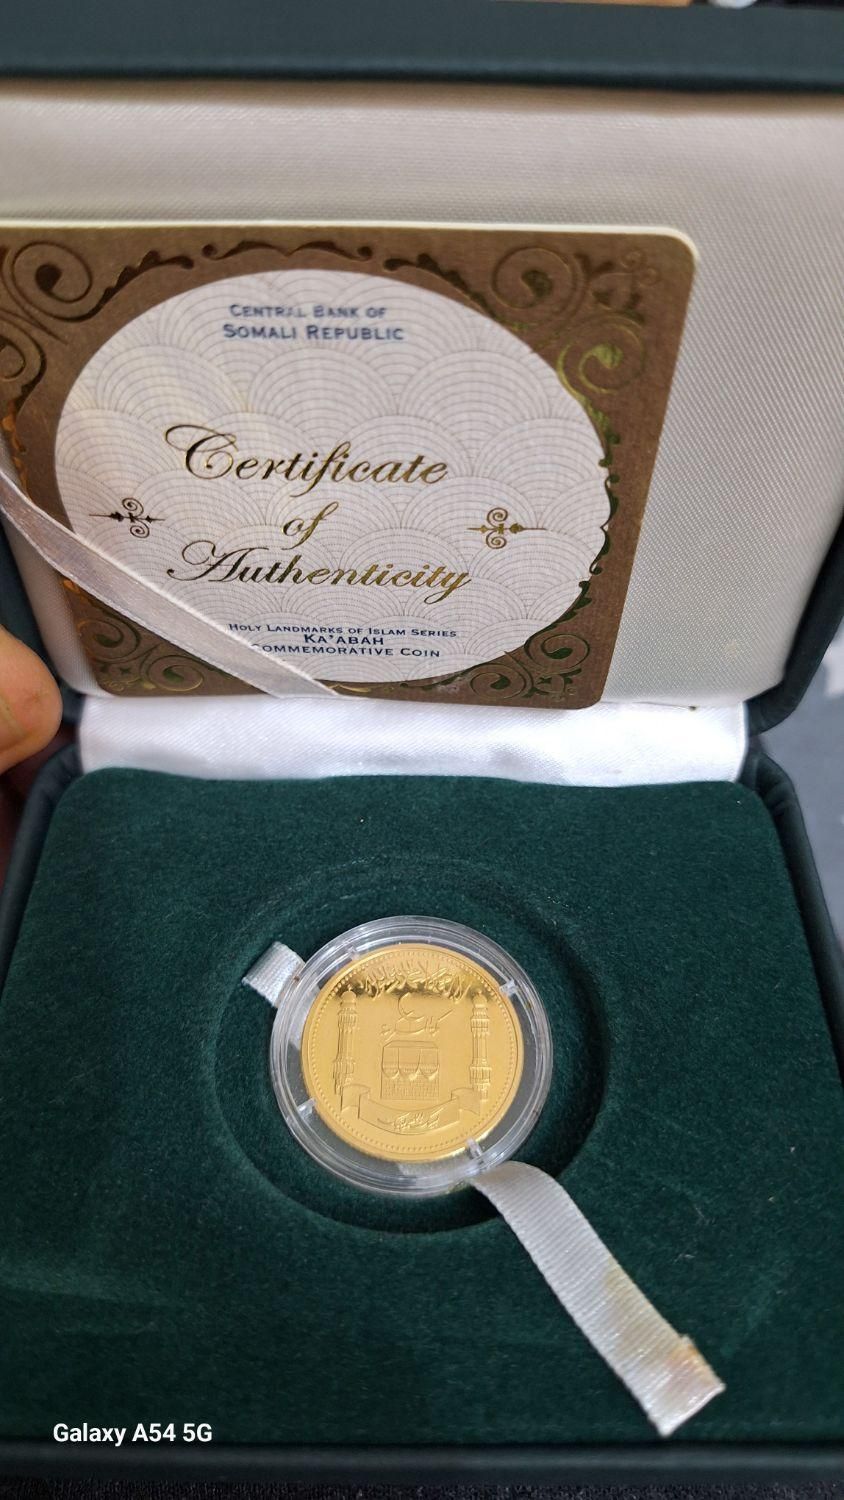 CENTRAL BANK OF
SOMALI REPUBLIC
Certificate
of
Authenticity
HOLY LANDMARKS OF ISLAM SERIES
KA'ABAH
COMMEMORATIVE COIN
Galaxy A54 5G